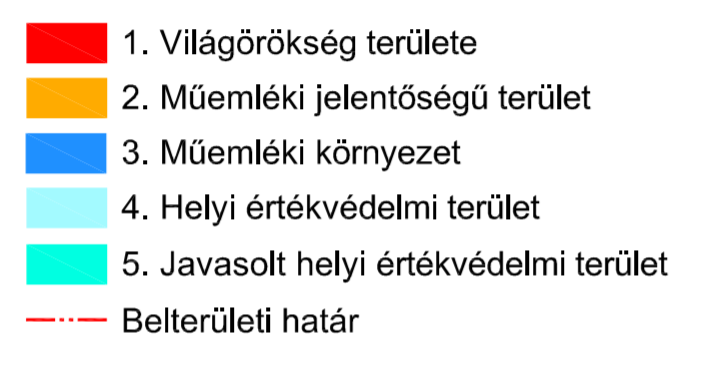 1. Világörökség területe
2. Műemléki jelentőségű terület
3. Műemléki környezet
4. Helyi értékvédelmi terület
5. Javasolt helyi értékvédelmi terület
Belterületi határ